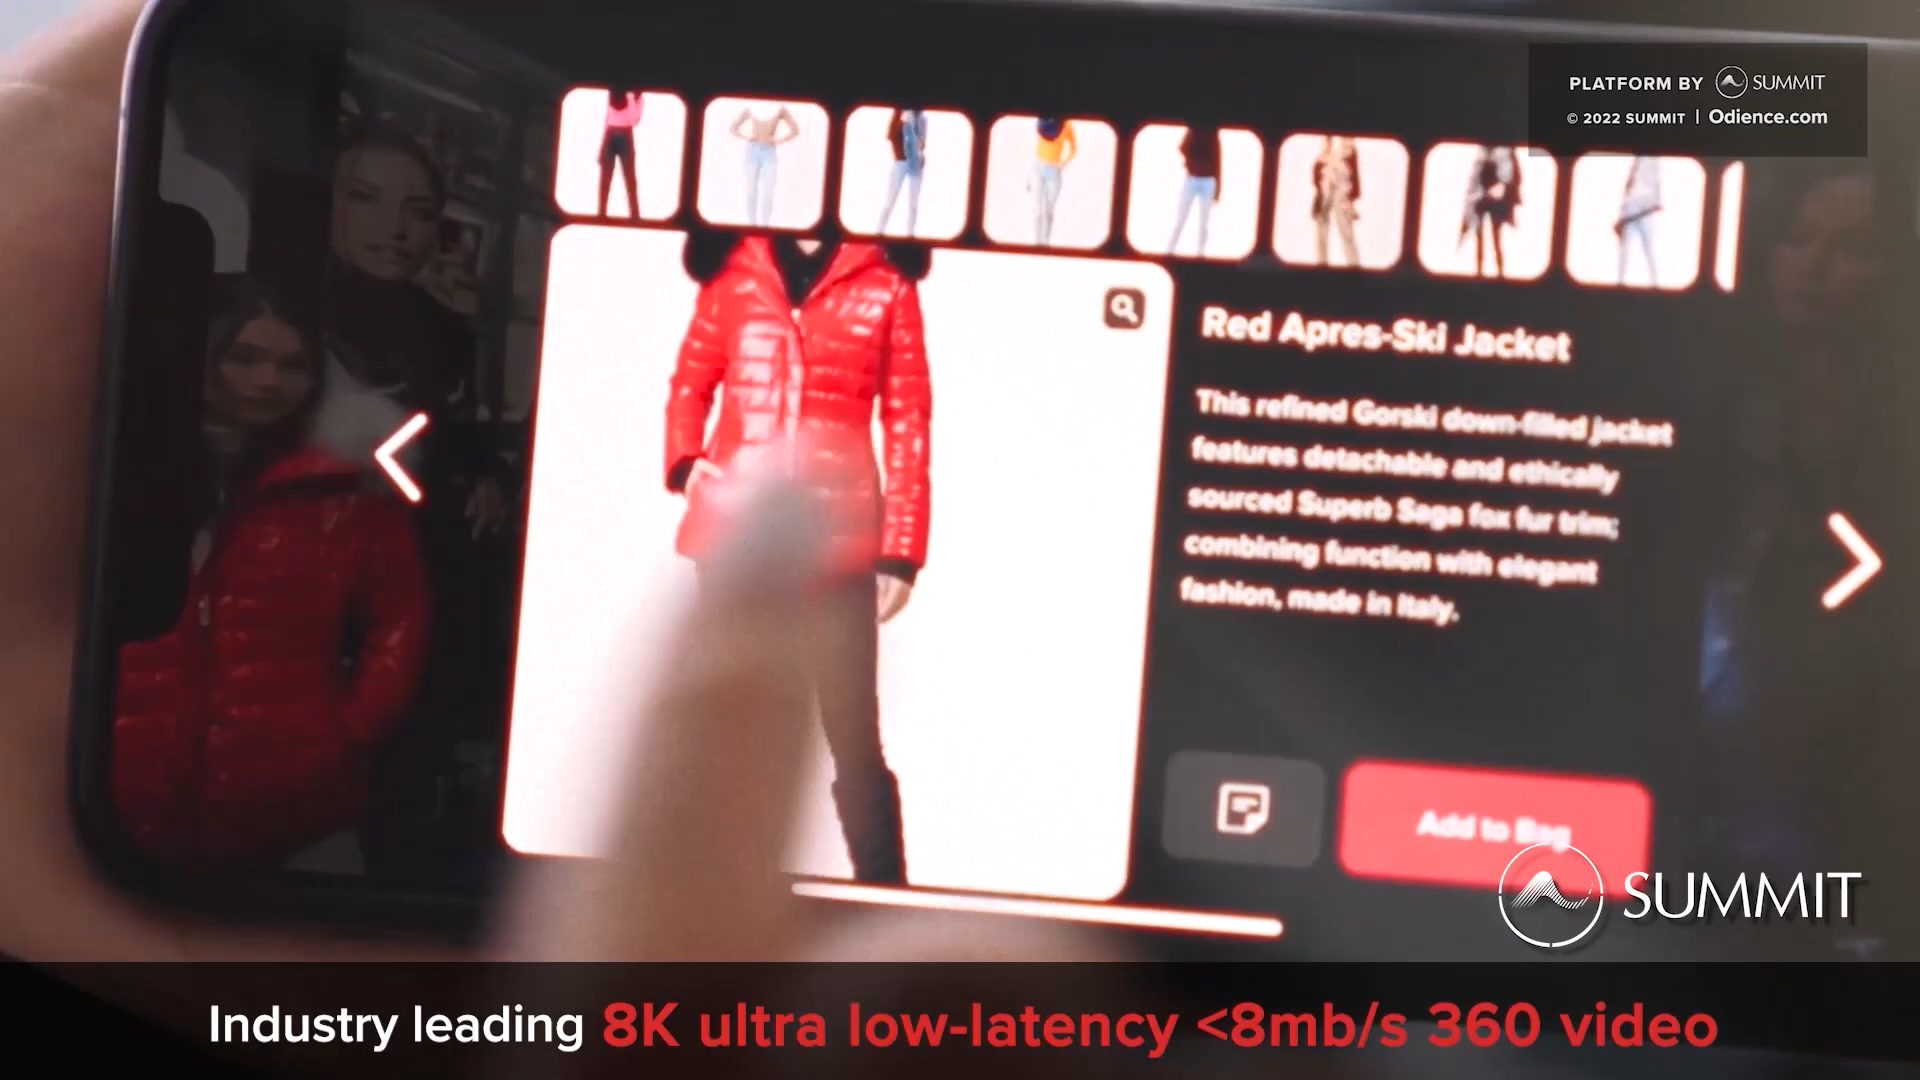 PLATFORM BY SUMMIT
© 2022 SUMMIT | Odience.com
Red Apres-Ski Jacket
This refined Gorski down-filled jacket
features detachable and ethically
sourced Superb Saga fox fur trim;
combining function with elegant
fashion, made in Italy.
Add to Bag
SUMMIT
Industry leading 8K ultra low-latency <8mb/s 360 video